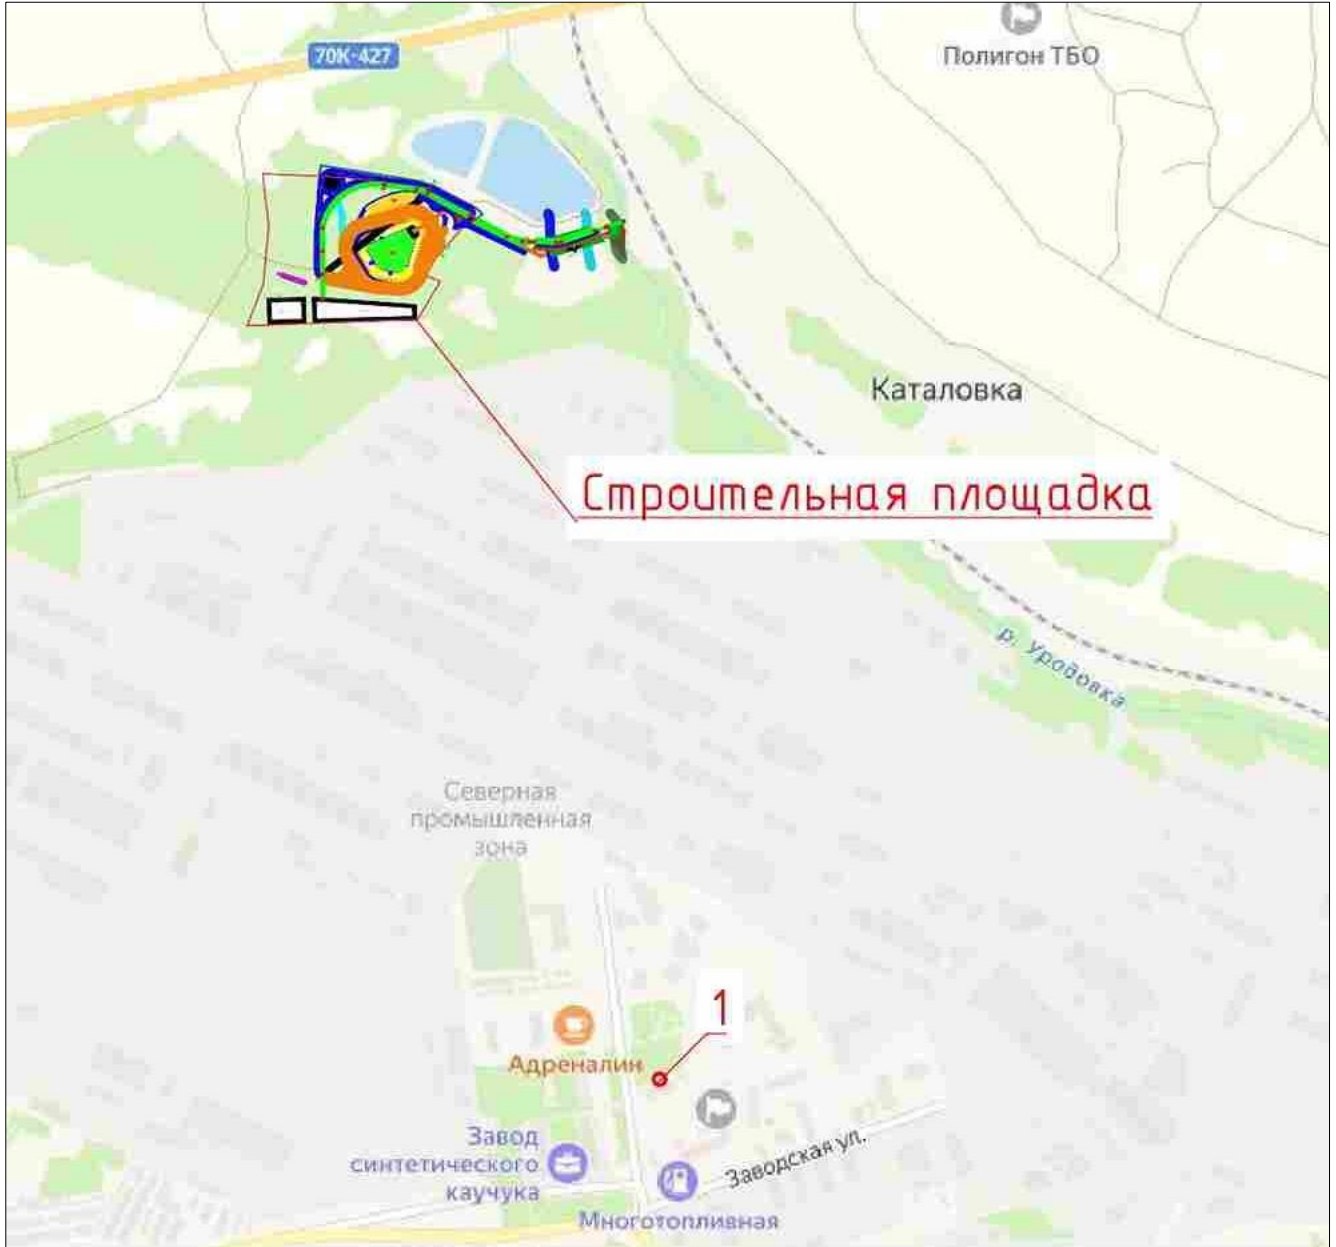 70К-427
Полигон ТБО
Каталовка
Строительная площадка
р. Уродовка
Северная
промышленная
зона
1
Адреналин
Завод
синтетического
каучука
Заводская ул.
Многотопливная